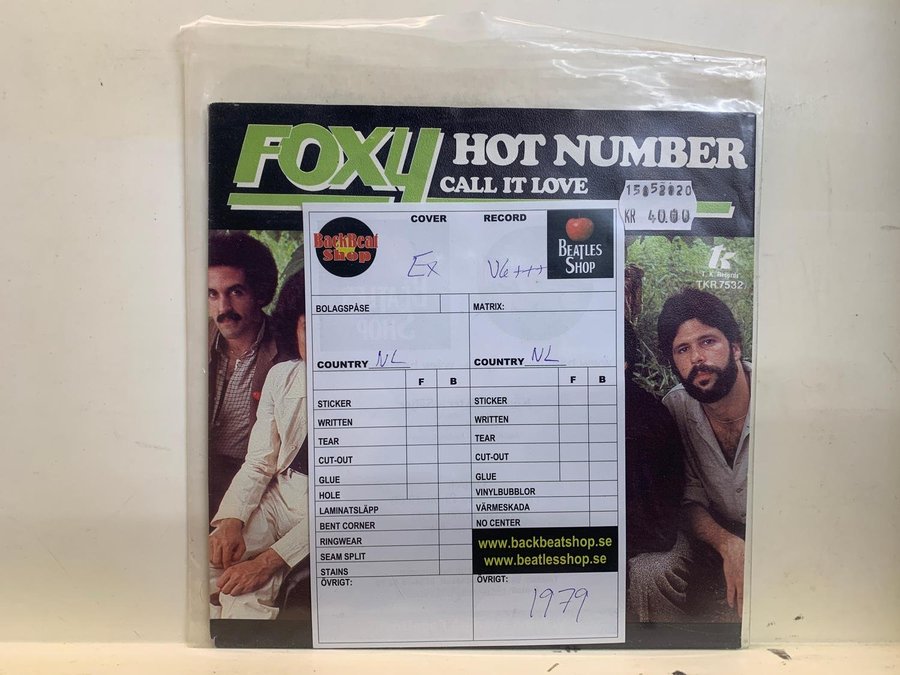 FOXY
HOT NUMBER
CALL IT LOVE
15052020
KR 40.00
T. K. Records
TKR 7532
COVER
RECORD
BackBeat
Shop
Ex
VG+++
BEATLES
SHOP
BOLAGSPÅSE
MATRIX:
COUNTRY NL
COUNTRY NL
F B
F B
STICKER
STICKER
WRITTEN
WRITTEN
TEAR
TEAR
CUT-OUT
CUT-OUT
GLUE
GLUE
HOLE
VINYLBUBBLOR
LAMINATSLÄPP
VÄRMESKADA
BENT CORNER
NO CENTER
RINGWEAR
www.backbeatshop.se
SEAM SPLIT
www.beatlesshop.se
STAINS
ÖVRIGT:
ÖVRIGT:
1979